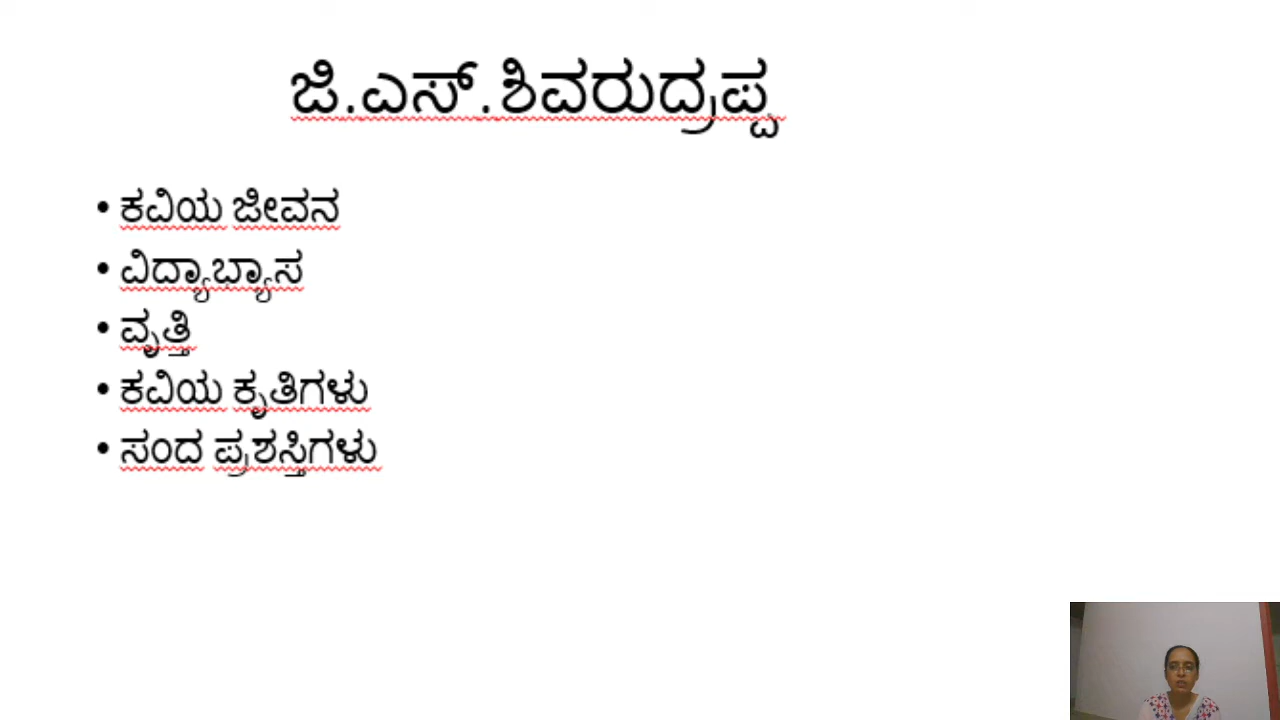 ಜಿ.ಎಸ್.ಶಿವರುದ್ರಪ್ಪ
• ಕವಿಯ ಜೀವನ
• ವಿದ್ಯಾಭ್ಯಾಸ
• ವೃತ್ತಿ
• ಕವಿಯ ಕೃತಿಗಳು
• ಸಂದ ಪ್ರಶಸ್ತಿಗಳು